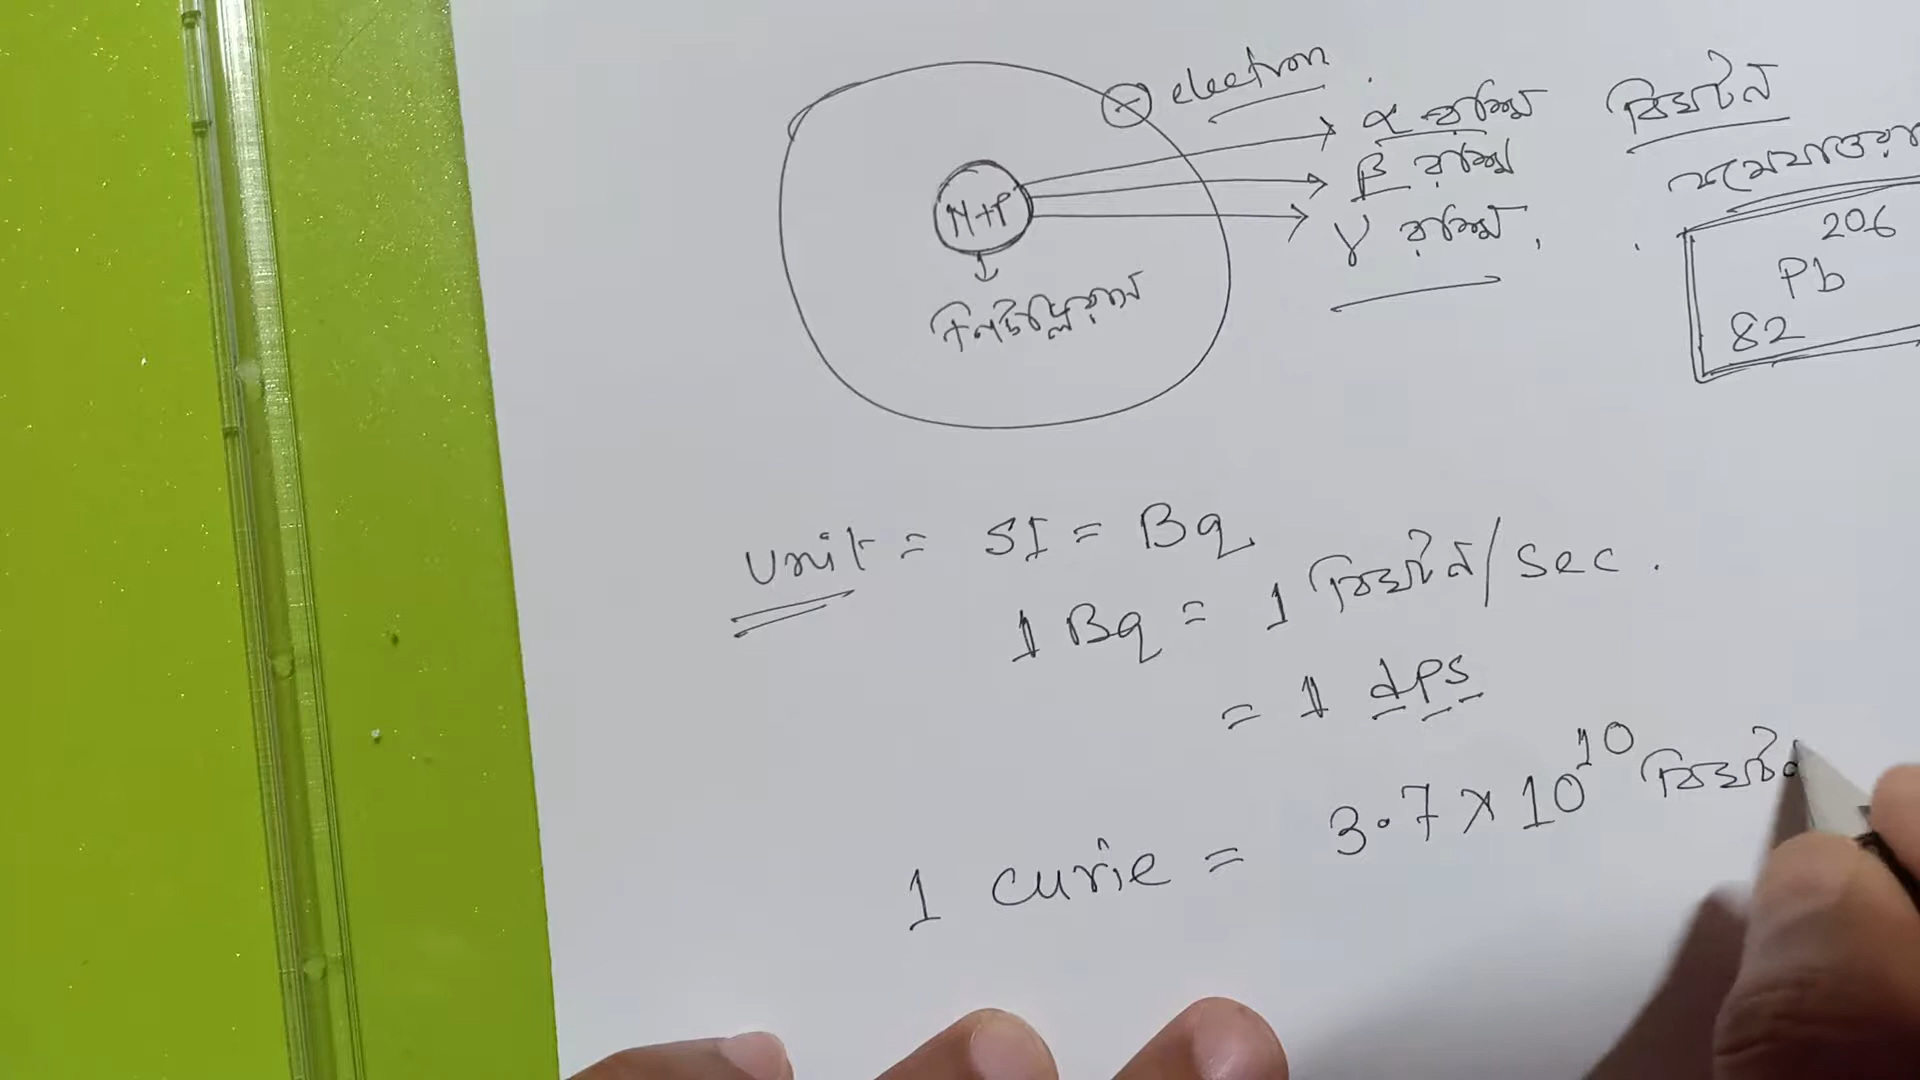 electron
α রশ্মি
β রশ্মি
γ রশ্মি
বিঘটন
N+P
নিউক্লিয়াস
206
Pb
82
Unit = SI = Bq
1 Bq = 1 বিঘটন/sec.
= 1 dps
1 curie = 3.7 × 10^10